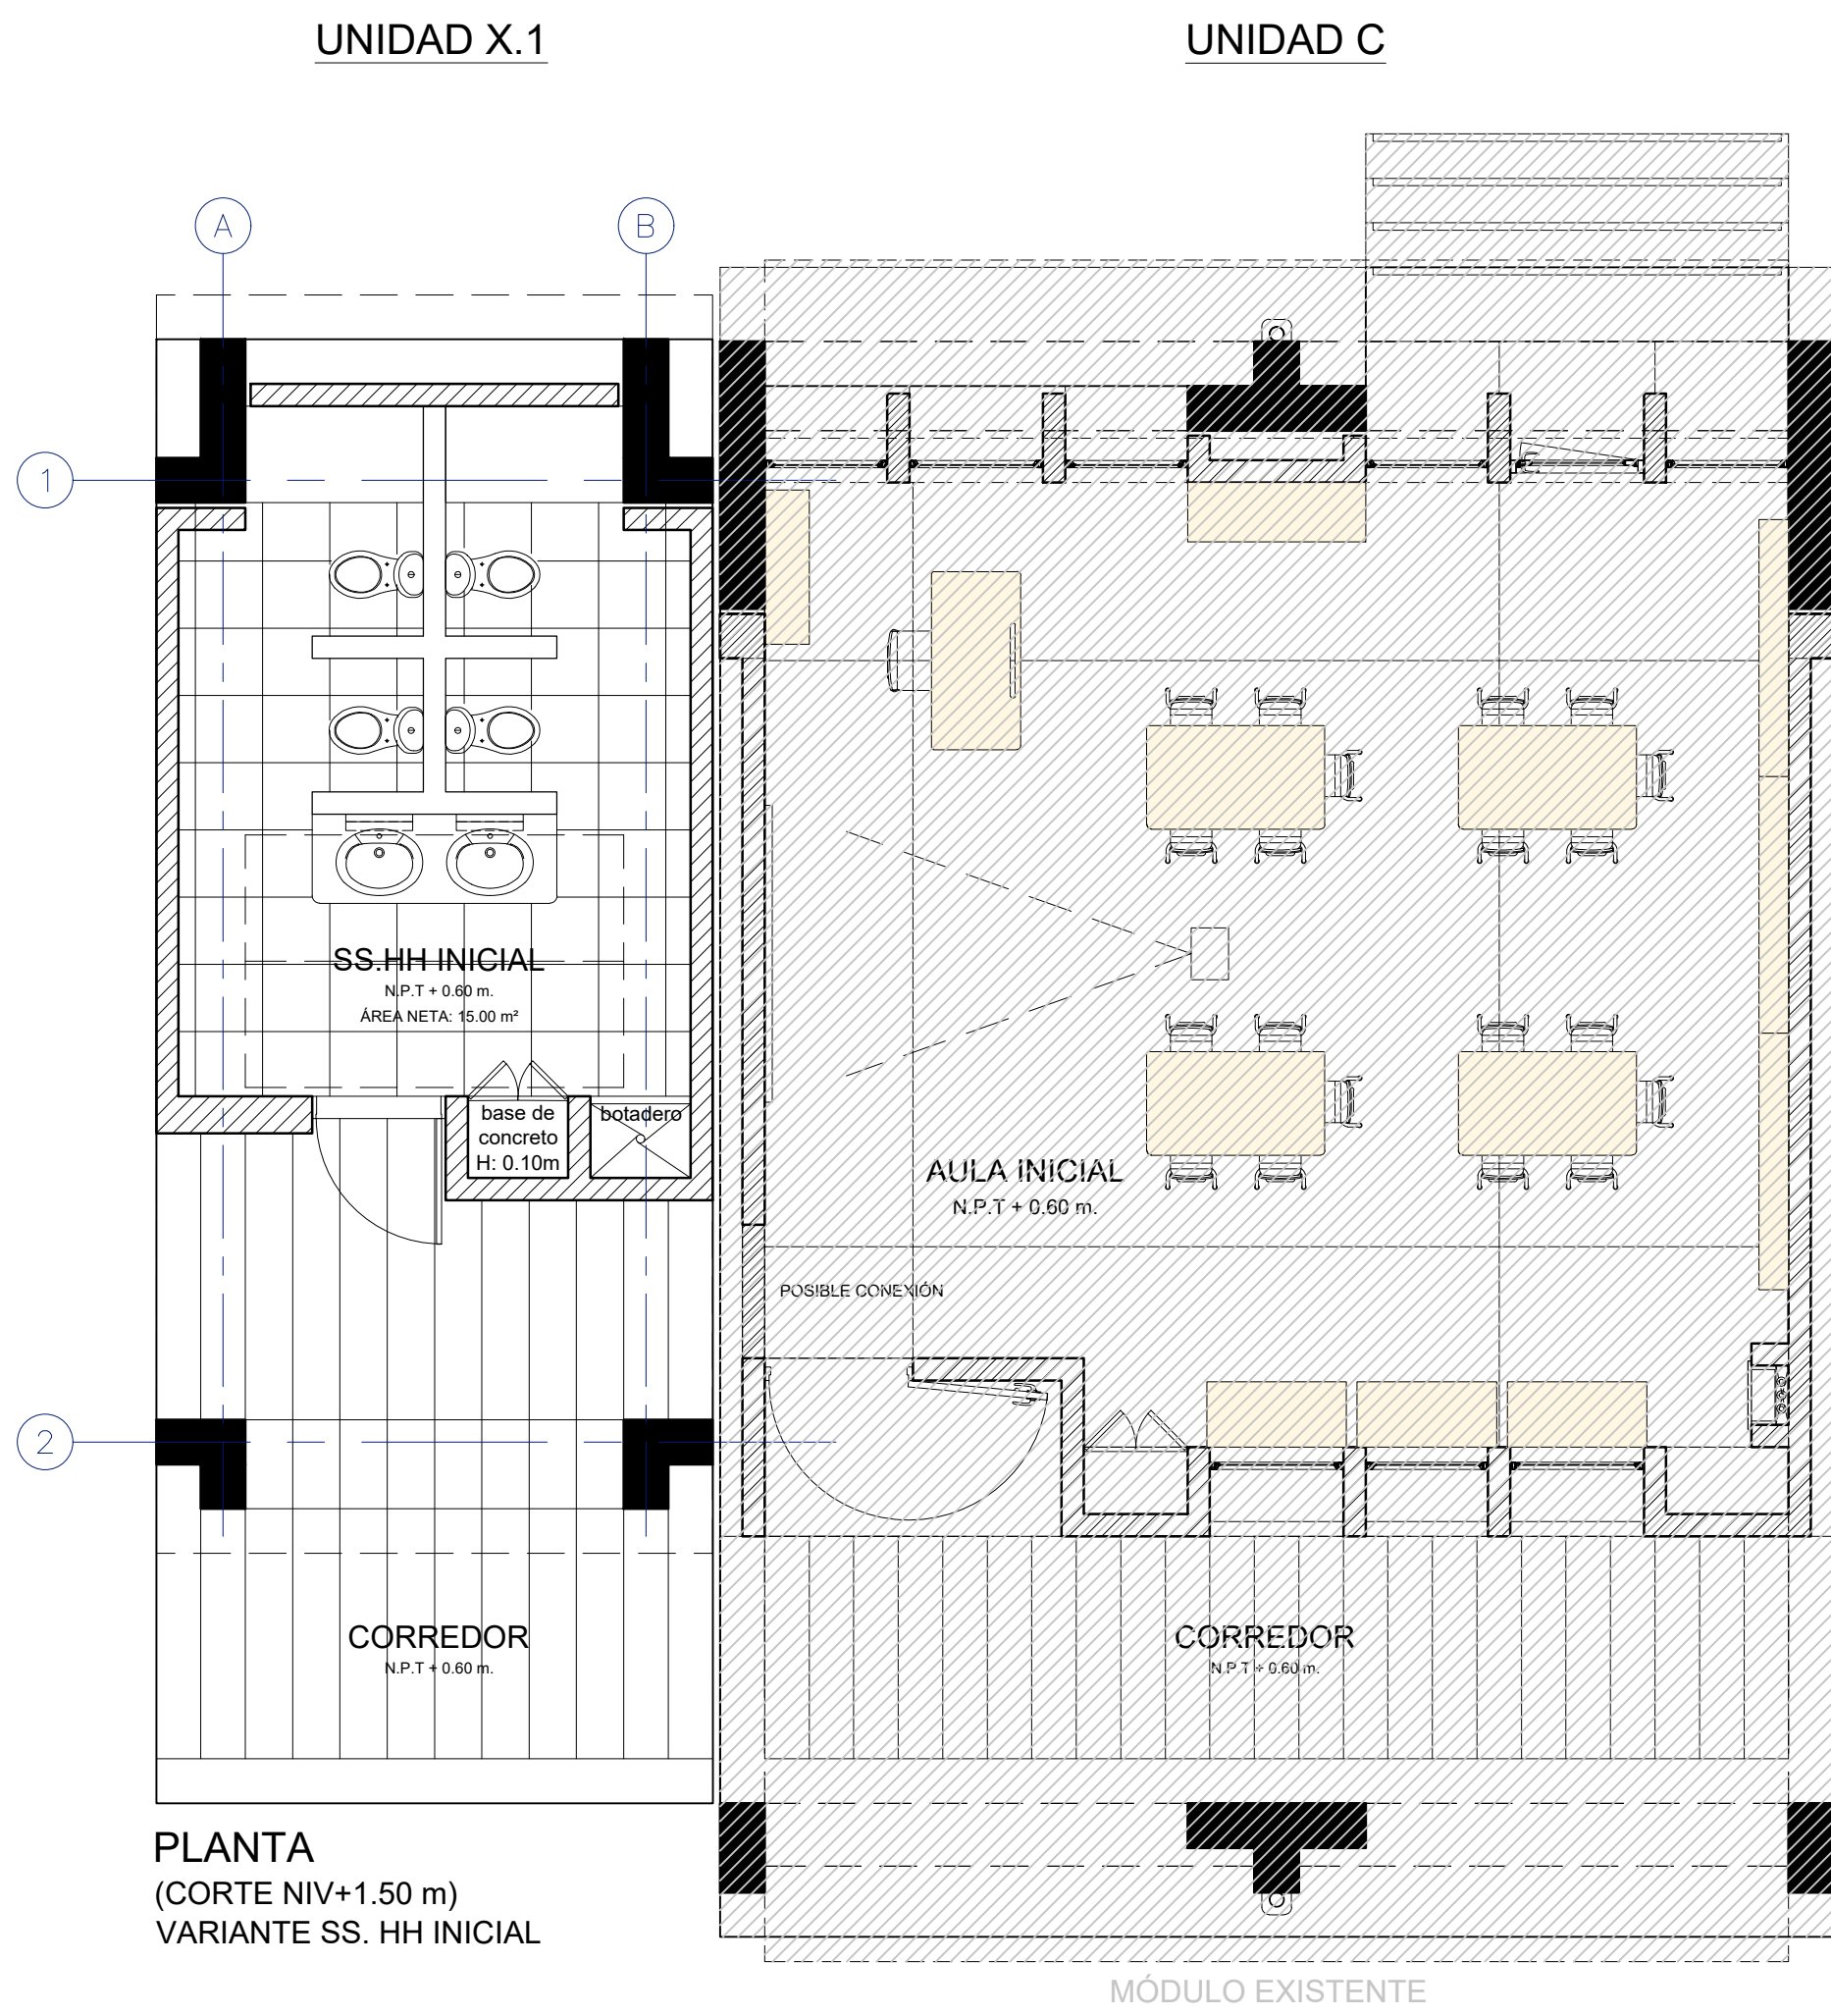 UNIDAD X.1
UNIDAD C
A
B
1
SS.HH INICIAL
N.P.T + 0.60 m.
ÁREA NETA: 15.00 m²
base de
concreto
H: 0.10m
botadero
AULA INICIAL
N.P.T + 0.60 m.
POSIBLE CONEXIÓN
2
CORREDOR
N.P.T + 0.60 m.
CORREDOR
N.P.T + 0.60 m.
PLANTA
(CORTE NIV+1.50 m)
VARIANTE SS. HH INICIAL
MÓDULO EXISTENTE